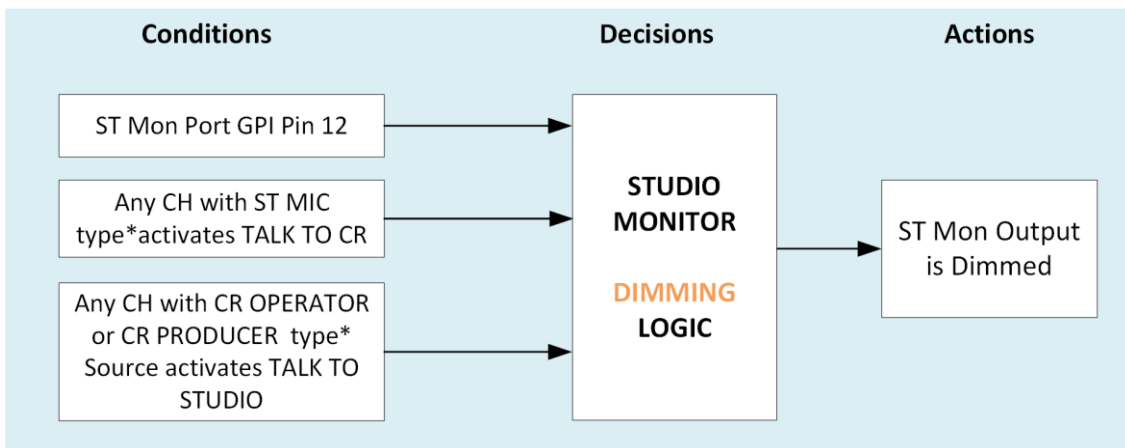 Conditions
Decisions
Actions
ST Mon Port GPI Pin 12
Any CH with ST MIC
type*activates TALK TO CR
Any CH with CR OPERATOR
or CR PRODUCER type*
Source activates TALK TO
STUDIO
STUDIO
MONITOR
DIMMING
LOGIC
ST Mon Output
is Dimmed